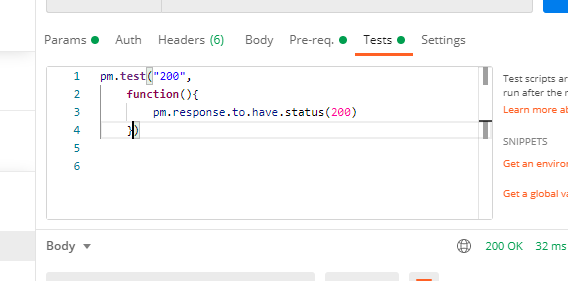 Params Auth Headers (6) Body Pre-req. Tests Settings
1 pm.test("200",
2 function(){
3 pm.response.to.have.status(200)
4 })
5
6
Test scripts ar
run after the r
Learn more ab
SNIPPETS
Get an environ
Get a global va
Body 200 OK 32 ms